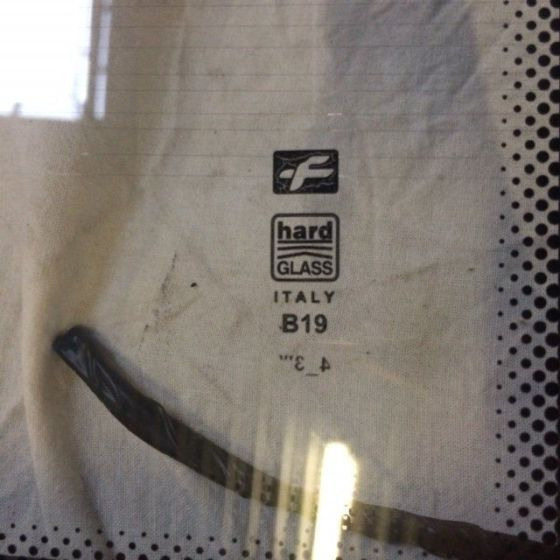 F
hard
GLASS
ITALY
B19
4_3'''